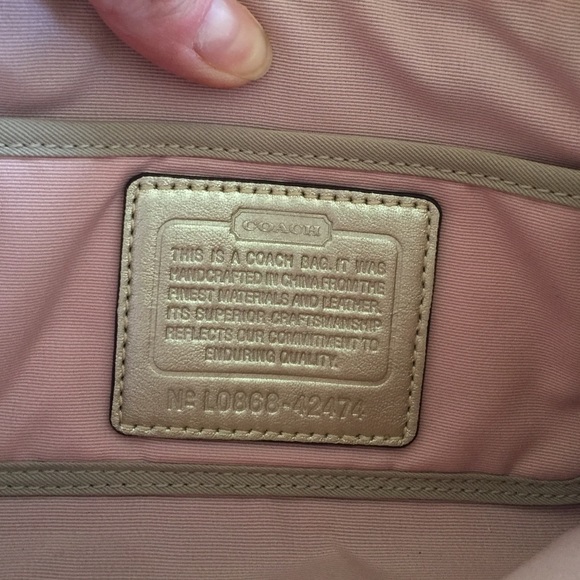 COACH
THIS IS A COACH BAG. IT WAS
HANDCRAFTED IN CHINA FROM THE
FINEST MATERIALS AND LEATHER.
ITS SUPERIOR CRAFTSMANSHIP
REFLECTS OUR COMMITMENT TO
ENDURING QUALITY.
Nº L0868-42474